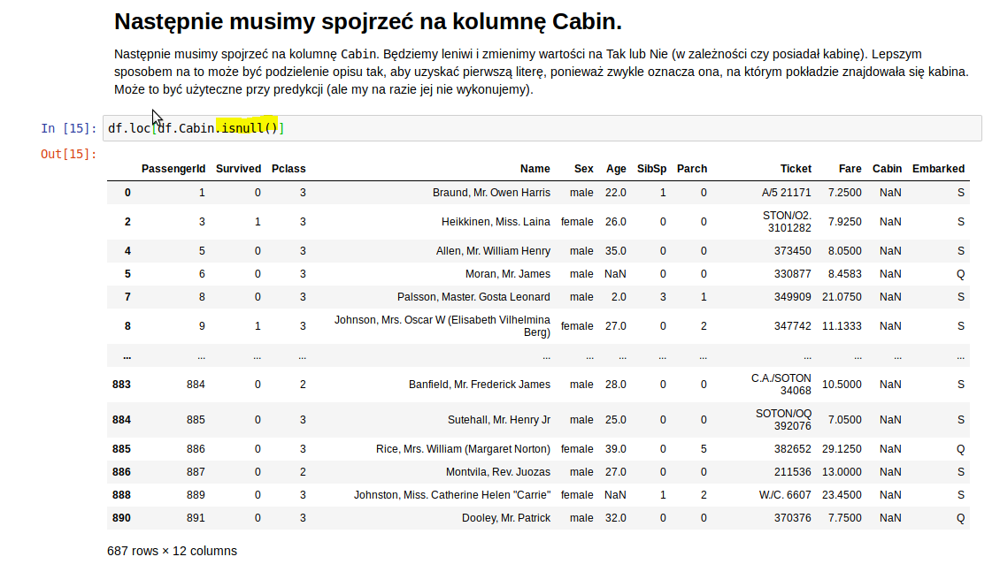 Następnie musimy spojrzeć na kolumnę Cabin.
Następnie musimy spojrzeć na kolumnę Cabin. Będziemy leniwi i zmienimy wartości na Tak lub Nie (w zależności czy posiadał kabinę). Lepszym
sposobem na to może być podzielenie opisu tak, aby uzyskać pierwszą literę, ponieważ zwykle oznacza ona, na którym pokładzie znajdowała się kabina.
Może to być użyteczne przy predykcji (ale my na razie jej nie wykonujemy).
In [15]: df.loc[df.Cabin.isnull()]
Out[15]:
PassengerId Survived Pclass Name Sex Age SibSp Parch Ticket Fare Cabin Embarked
0 1 0 3 Braund, Mr. Owen Harris male 22.0 1 0 A/5 21171 7.2500 NaN S
2 3 1 3 Heikkinen, Miss. Laina female 26.0 0 0 STON/O2. 7.9250 NaN S
3101282
4 5 0 3 Allen, Mr. William Henry male 35.0 0 0 373450 8.0500 NaN S
5 6 0 3 Moran, Mr. James male NaN 0 0 330877 8.4583 NaN Q
7 8 0 3 Palsson, Master. Gosta Leonard male 2.0 3 1 349909 21.0750 NaN S
8 9 1 3 Johnson, Mrs. Oscar W (Elisabeth Vilhelmina female 27.0 0 2 347742 11.1333 NaN S
Berg)
... ... ... ... ... ... ... ... ... ... ... ... ...
883 884 0 2 Banfield, Mr. Frederick James male 28.0 0 0 C.A./SOTON 10.5000 NaN S
34068
884 885 0 3 Sutehall, Mr. Henry Jr male 25.0 0 0 SOTON/OQ 7.0500 NaN S
392076
885 886 0 3 Rice, Mrs. William (Margaret Norton) female 39.0 0 5 382652 29.1250 NaN Q
886 887 0 2 Montvila, Rev. Juozas male 27.0 0 0 211536 13.0000 NaN S
888 889 0 3 Johnston, Miss. Catherine Helen "Carrie" female NaN 1 2 W./C. 6607 23.4500 NaN S
890 891 0 3 Dooley, Mr. Patrick male 32.0 0 0 370376 7.7500 NaN Q
687 rows × 12 columns